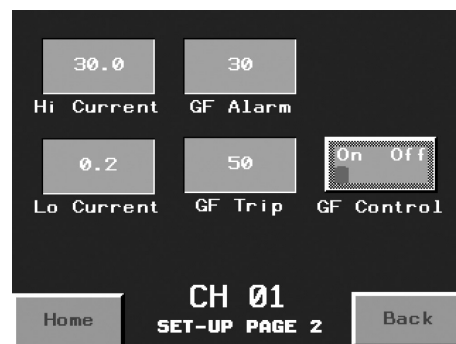 30.0 30
Hi Current GF Alarm
0.2 50 On Off
Lo Current GF Trip GF Control
CH 01
Home SET-UP PAGE 2 Back